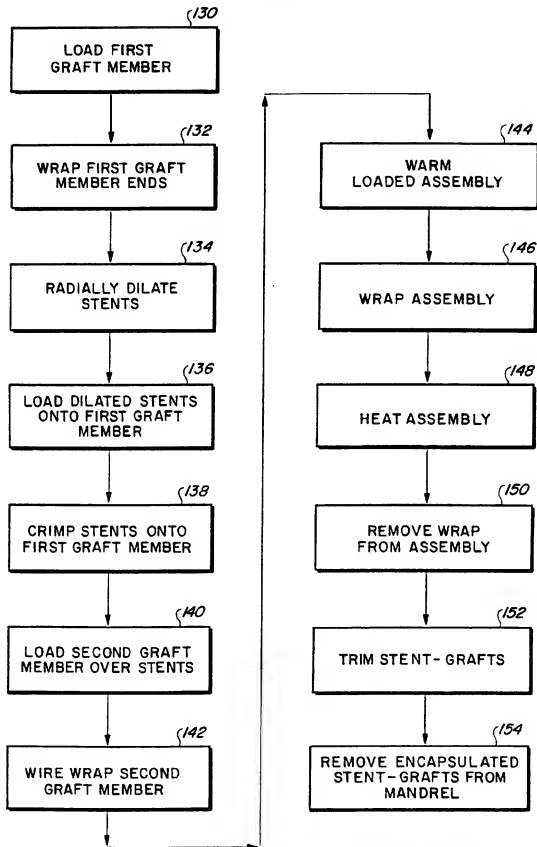 130
LOAD FIRST
GRAFT MEMBER
132
WRAP FIRST GRAFT
MEMBER ENDS
134
RADIALLY DILATE
STENTS
136
LOAD DILATED STENTS
ONTO FIRST GRAFT
MEMBER
138
CRIMP STENTS ONTO
FIRST GRAFT MEMBER
140
LOAD SECOND GRAFT
MEMBER OVER STENTS
142
WIRE WRAP SECOND
GRAFT MEMBER
144
WARM
LOADED ASSEMBLY
146
WRAP ASSEMBLY
148
HEAT ASSEMBLY
150
REMOVE WRAP
FROM ASSEMBLY
152
TRIM STENT-GRAFTS
154
REMOVE ENCAPSULATED
STENT-GRAFTS FROM
MANDREL